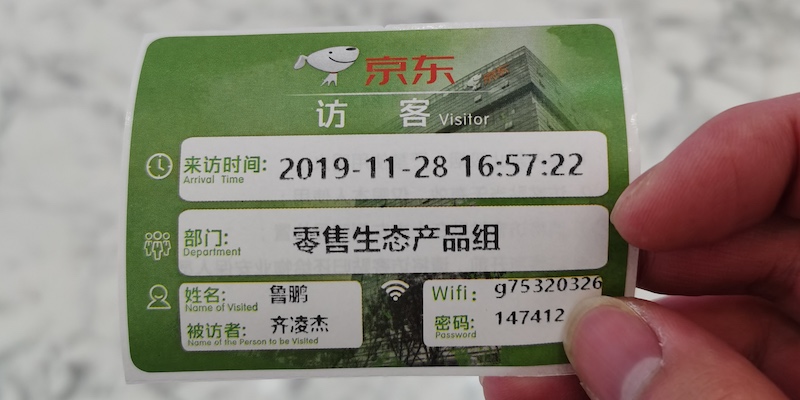 京东
访 客 Visitor
来访时间: 2019-11-28 16:57:22
Arrival Time
部门: 零售生态产品组
Department
姓名: 鲁鹏
Name of Visited
被访者: 齐凌杰
Name of the Person to be Visited
Wifi: g75320326
密码: 147412
Password